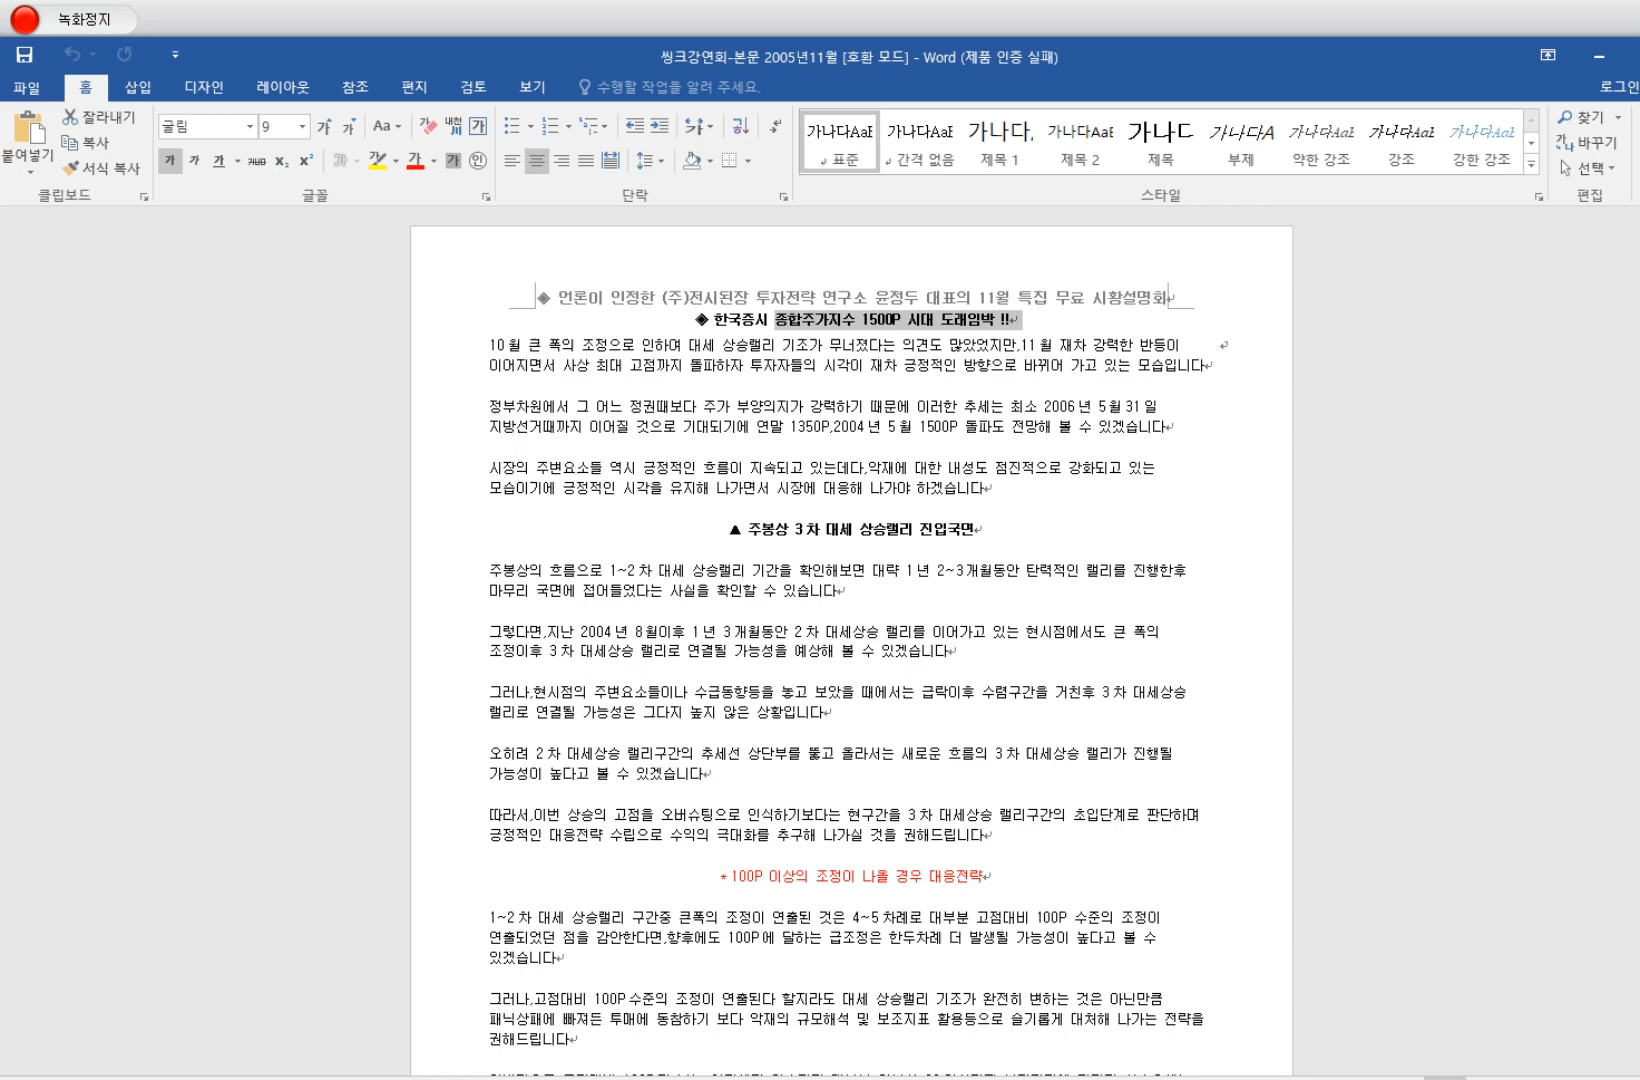 녹화정지
씽크강연회-본문 2005년11월 [호환 모드] - Word (제품 인증 실패)
파일 홈 삽입 디자인 레이아웃 참조 편지 검토 보기 수행할 작업을 알려 주세요. 로그인
붙여넣기 잘라내기 복사 서식 복사
굴림 9
가나다AaB 표준 가나다AaB 간격 없음 가나다, 제목 1 가나다AaB 제목 2 가나다 제목 가나다A 부제 가나다AaB 약한 강조 가나다AaB 강조 가나다AaB 강한 강조
찾기 바꾸기 선택
클립보드 글꼴 단락 스타일 편집
◈ 언론이 인정한 (주)전시된장 투자전략 연구소 윤정두 대표의 11월 특집 무료 시황설명회
◈ 한국증시 종합주가지수 1500P 시대 도래임박 !!
10월 큰 폭의 조정으로 인하여 대세 상승랠리 기조가 무너졌다는 의견도 많았었지만,11월 재차 강력한 반등이
이어지면서 사상 최대 고점까지 돌파하자 투자자들의 시각이 재차 긍정적인 방향으로 바뀌어 가고 있는 모습입니다
정부차원에서 그 어느 정권때보다 주가 부양의지가 강력하기 때문에 이러한 추세는 최소 2006년 5월31일
지방선거때까지 이어질 것으로 기대되기에 연말 1350P,2004년 5월 1500P 돌파도 전망해 볼 수 있겠습니다
시장의 주변요소들 역시 긍정적인 흐름이 지속되고 있는데다,악재에 대한 내성도 점진적으로 강화되고 있는
모습이기에 긍정적인 시각을 유지해 나가면서 시장에 대응해 나가야 하겠습니다
▲ 주봉상 3차 대세 상승랠리 진입국면
주봉상의 흐름으로 1~2차 대세 상승랠리 기간을 확인해보면 대략 1년 2~3개월동안 탄력적인 랠리를 진행한후
마무리 국면에 접어들었다는 사실을 확인할 수 있습니다
그렇다면,지난 2004년 8월이후 1년 3개월동안 2차 대세상승 랠리를 이어가고 있는 현시점에서도 큰 폭의
조정이후 3차 대세상승 랠리로 연결될 가능성을 예상해 볼 수 있겠습니다
그러나,현시점의 주변요소들이나 수급동향등을 놓고 보았을 때에서는 급락이후 수렴구간을 거친후 3차 대세상승
랠리로 연결될 가능성은 그다지 높지 않은 상황입니다
오히려 2차 대세상승 랠리구간의 추세선 상단부를 뚫고 올라서는 새로운 흐름의 3차 대세상승 랠리가 진행될
가능성이 높다고 볼 수 있겠습니다
따라서,이번 상승의 고점을 오버슈팅으로 인식하기보다는 현구간을 3차 대세상승 랠리구간의 초입단계로 판단하며
긍정적인 대응전략 수립으로 수익의 극대화를 추구해 나가실 것을 권해드립니다
* 100P 이상의 조정이 나올 경우 대응전략
1~2차 대세 상승랠리 구간중 큰폭의 조정이 연출된 것은 4~5차례로 대부분 고점대비 100P 수준의 조정이
연출되었던 점을 감안한다면,향후에도 100P에 달하는 급조정은 한두차례 더 발생될 가능성이 높다고 볼 수
있겠습니다
그러나,고점대비 100P수준의 조정이 연출된다 할지라도 대세 상승랠리 기조가 완전히 변하는 것은 아닌만큼
패닉상패에 빠져든 투매에 동참하기 보다 악재의 규모해석 및 보조지표 활용등으로 슬기롭게 대처해 나가는 전략을
권해드립니다